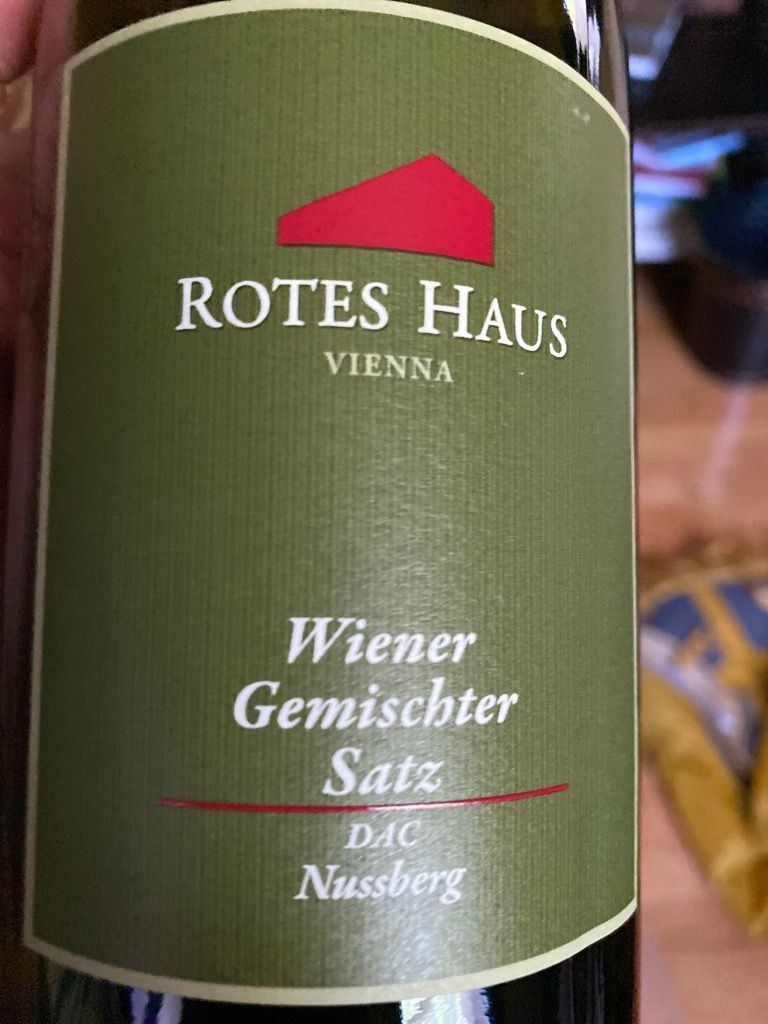 ROTES HAUS
VIENNA
Wiener
Gemischter
Satz
DAC
Nussberg